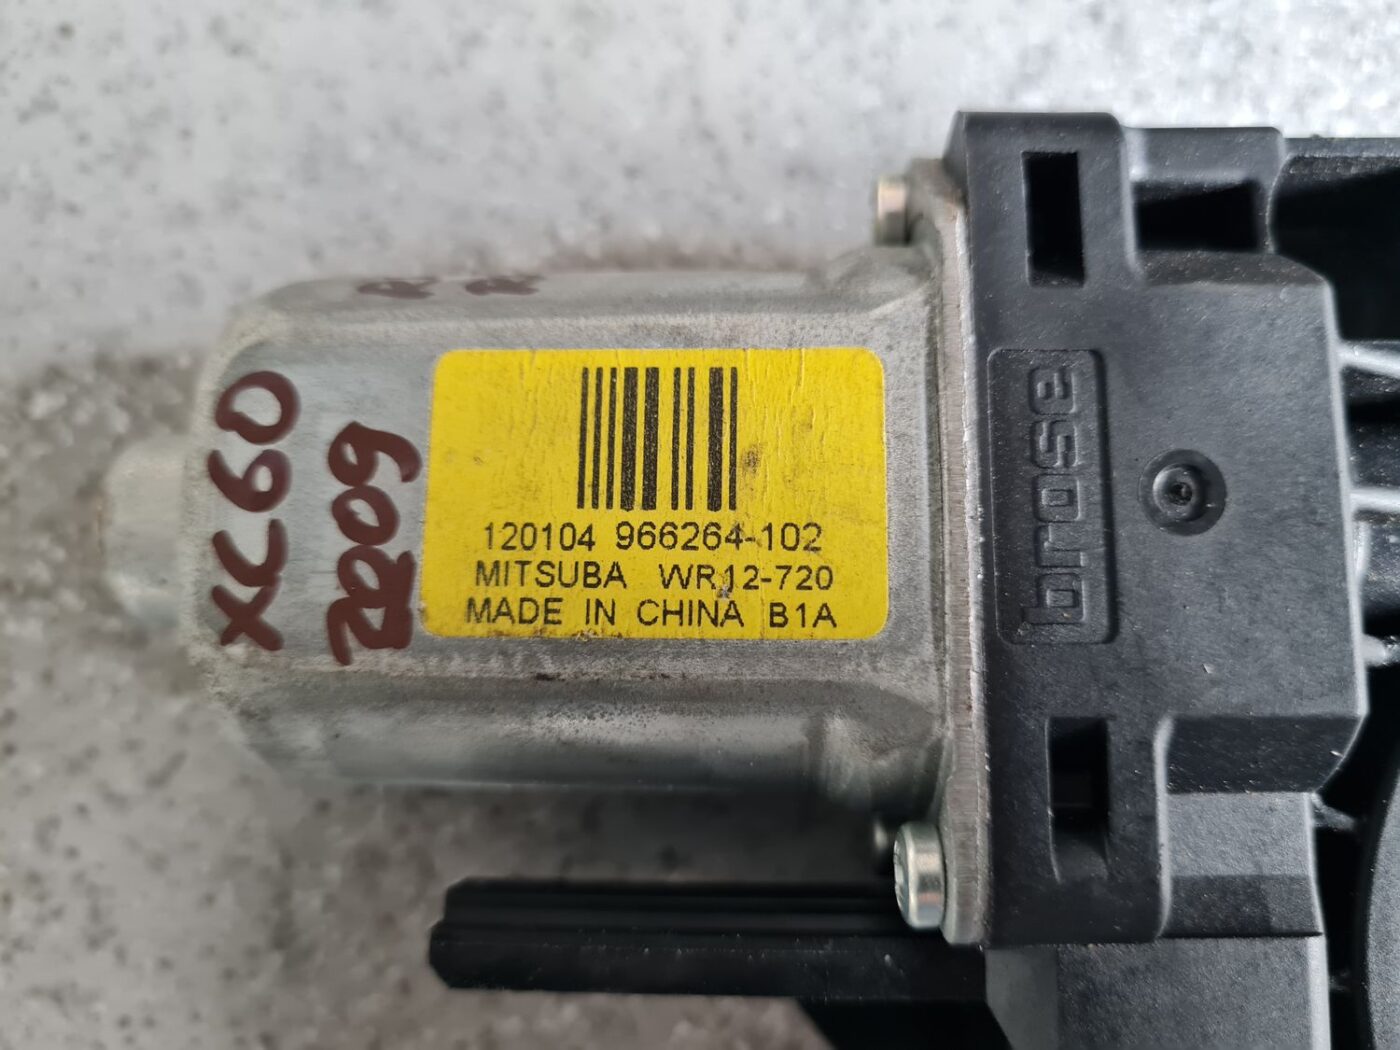 XC60
2009
120104 966264-102
MITSUBA WR12-720
MADE IN CHINA B1A
brose